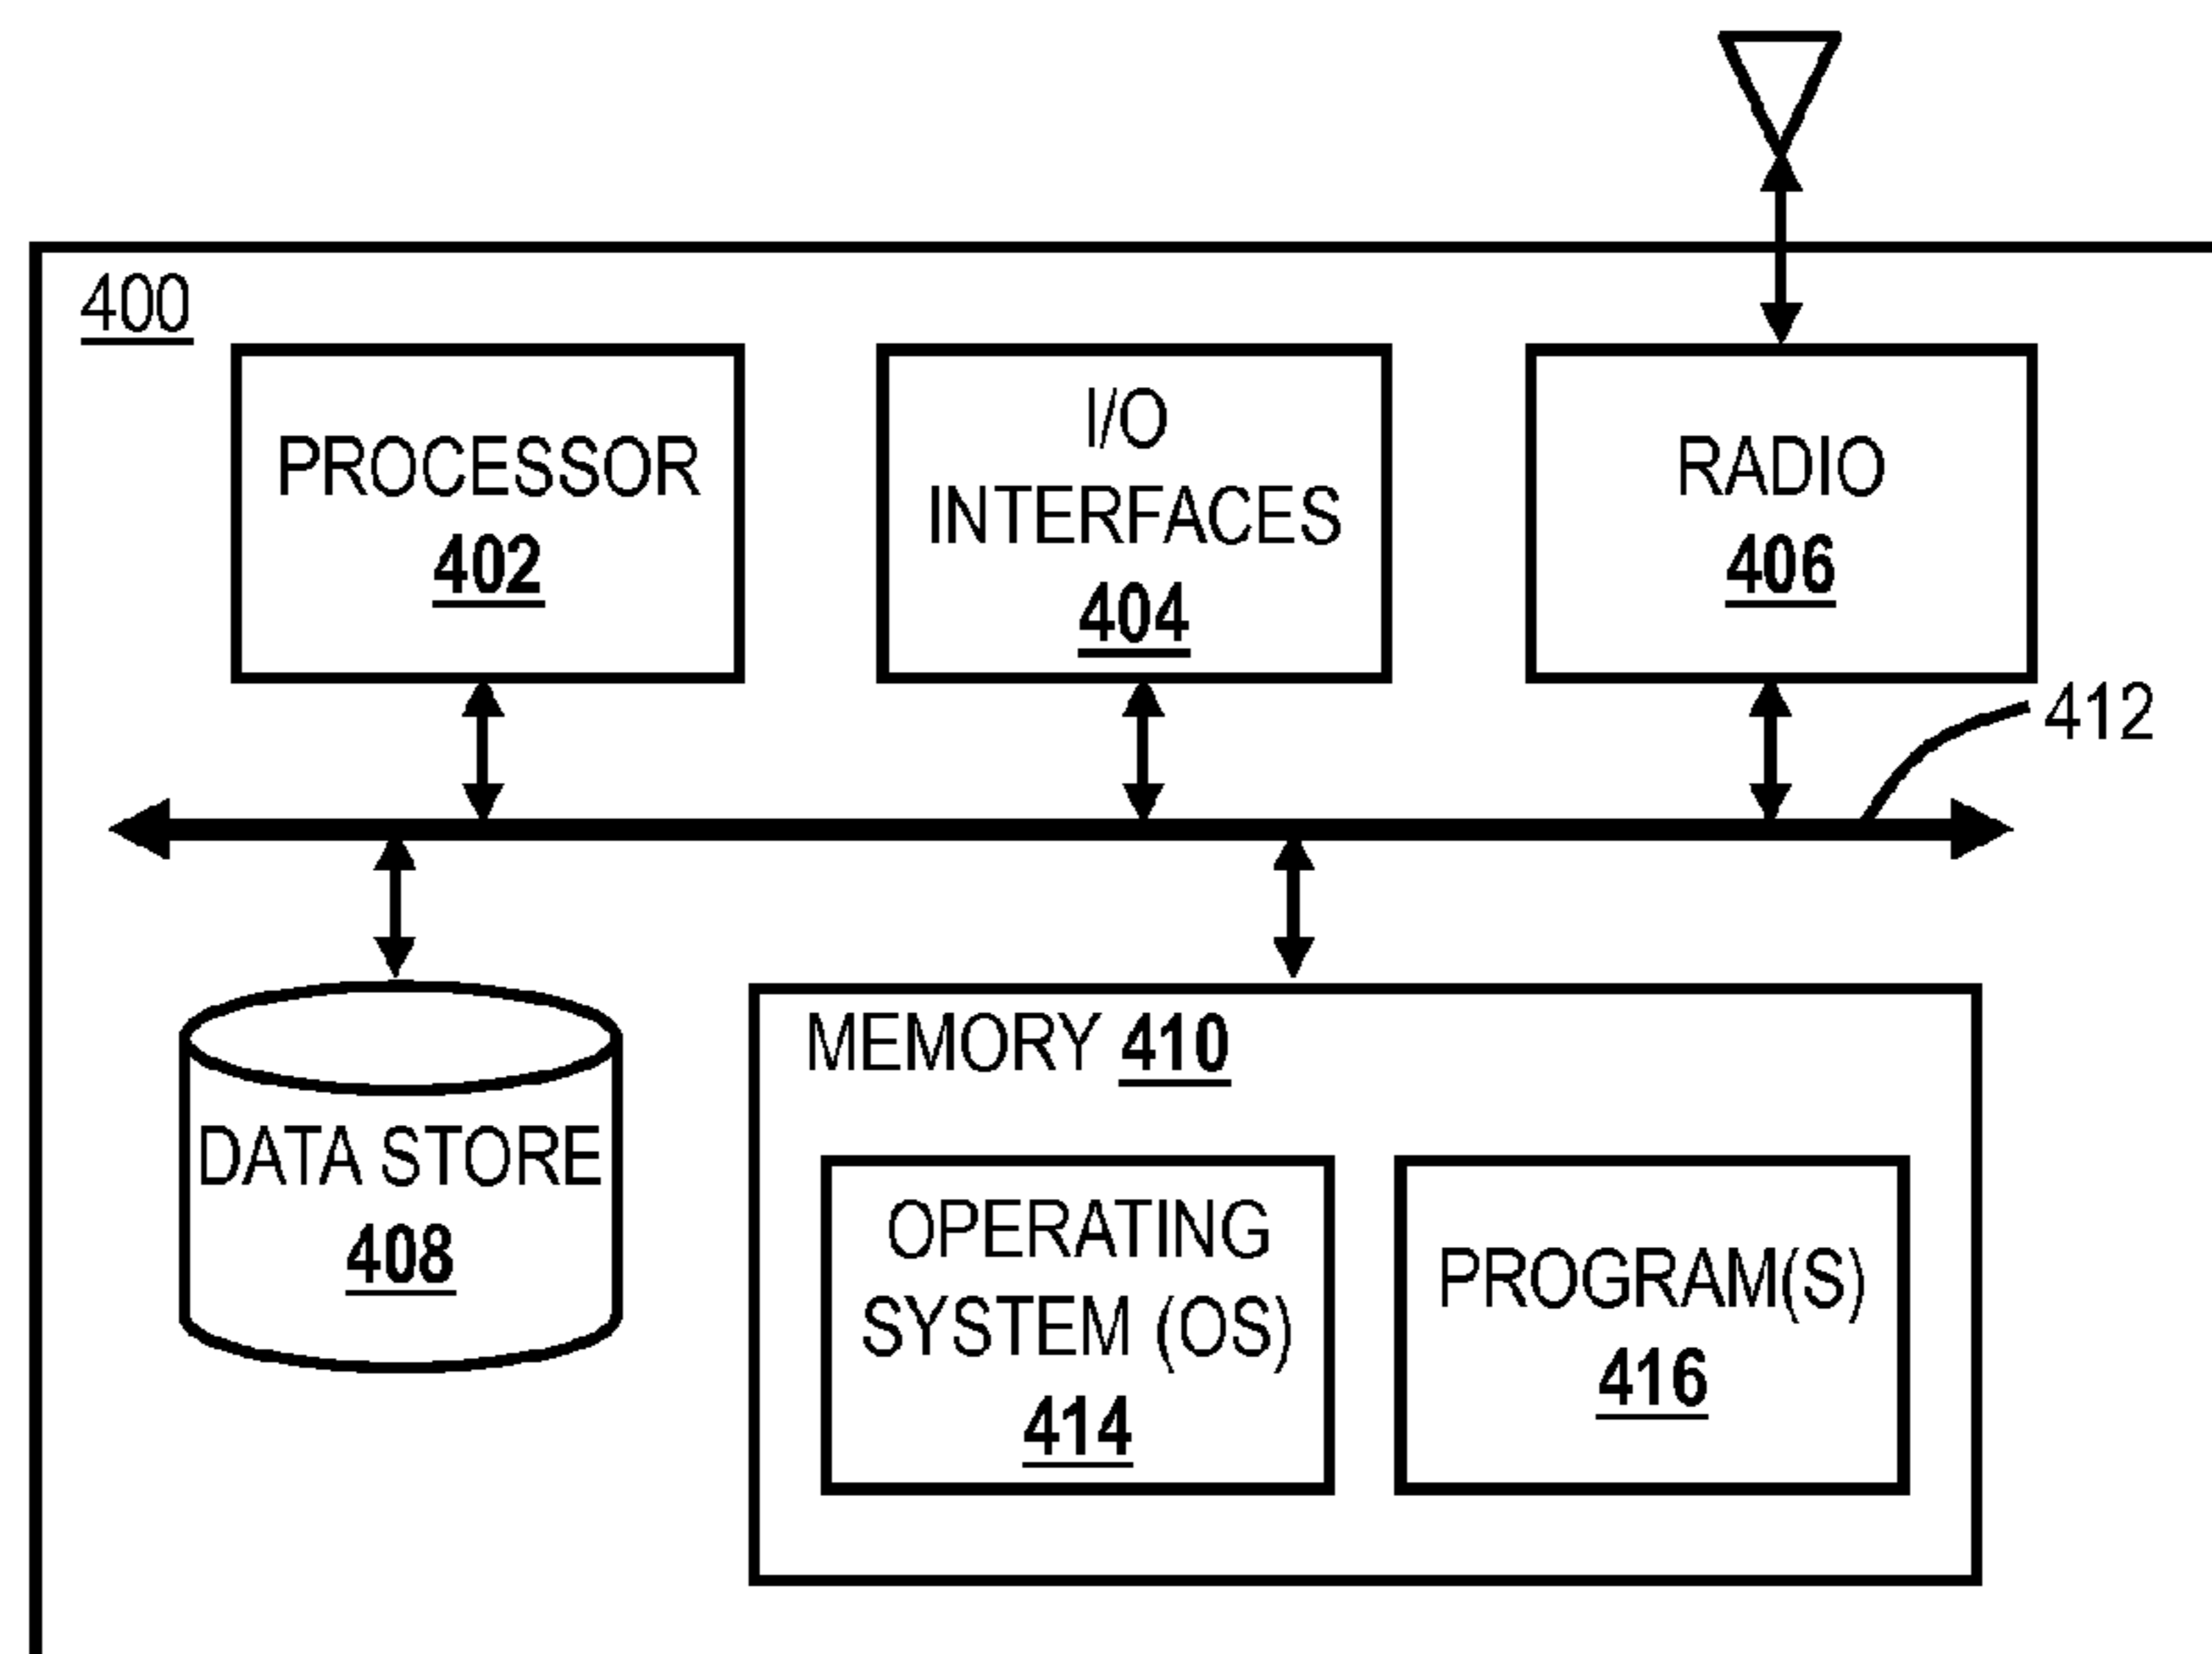 400
PROCESSOR
402
I/O
INTERFACES
404
RADIO
406
412
DATA STORE
408
MEMORY 410
OPERATING
SYSTEM (OS)
414
PROGRAM(S)
416